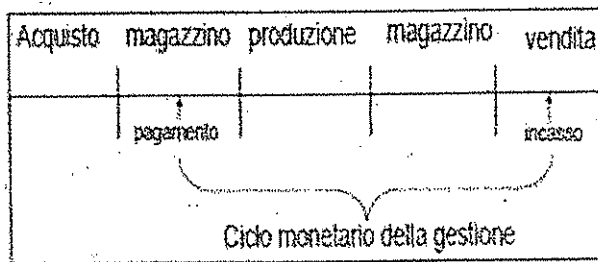 Acquisto magazzino produzione magazzino vendita
pagamento incasso
Ciclo monetario della gestione